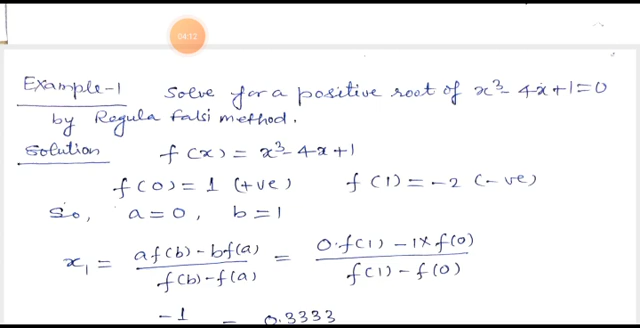 04:12
Example-1 Solve for a positive root of x³-4x+1=0
by Regula falsi method.
Solution f(x) = x³-4x+1
f(0)=1 (+ve) f(1)=-2 (-ve)
So, a=0, b=1
x₁ = af(b)-bf(a) / f(b)-f(a) = 0.f(1)-1×f(0) / f(1)-f(0)
-1 = 0.3333